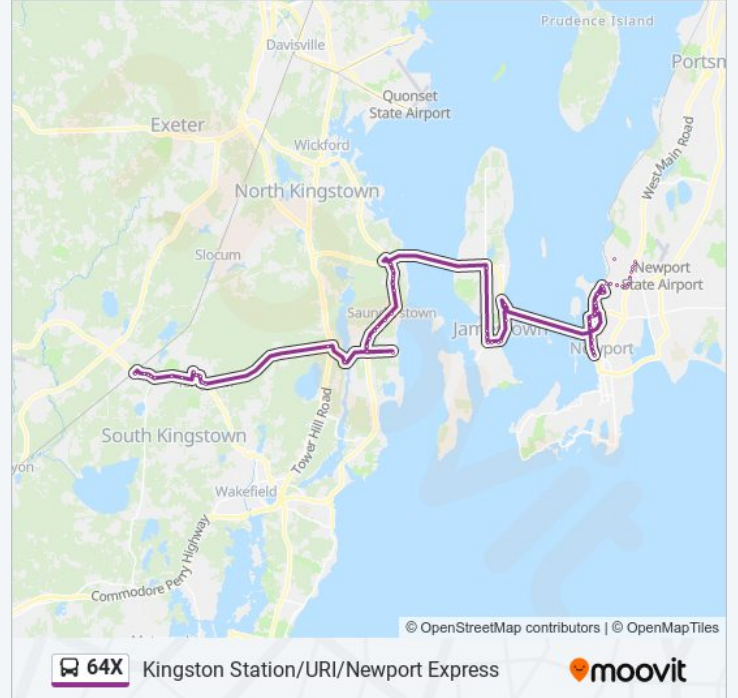 Prudence Island
Davisville
Portsm
Quonset
State Airport
Exeter
Wickford
West Main Road
North Kingstown
Slocum
Newport
State Airport
Saunderstown
Jamestown
Newport
South Kingstown
Tower Hill Road
yon
Wakefield
Commodore Perry Highway
© OpenStreetMap contributors | © OpenMapTiles
64X Kingston Station/URI/Newport Express
moovit